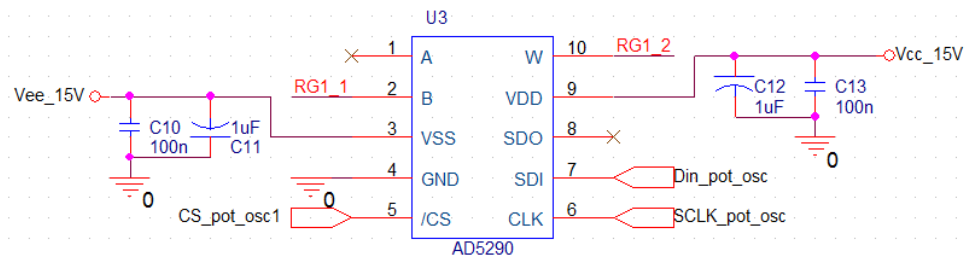 U3
1 A W 10 RG1_2
Vcc_15V
RG1_1 2 B VDD 9
Vee_15V
C12 C13
1uF 100n
C10 1uF
100n C11
3 VSS SDO 8
0
4 GND SDI 7 Din_pot_osc
0 0
CS_pot_osc1 5 /CS CLK 6 SCLK_pot_osc
AD5290